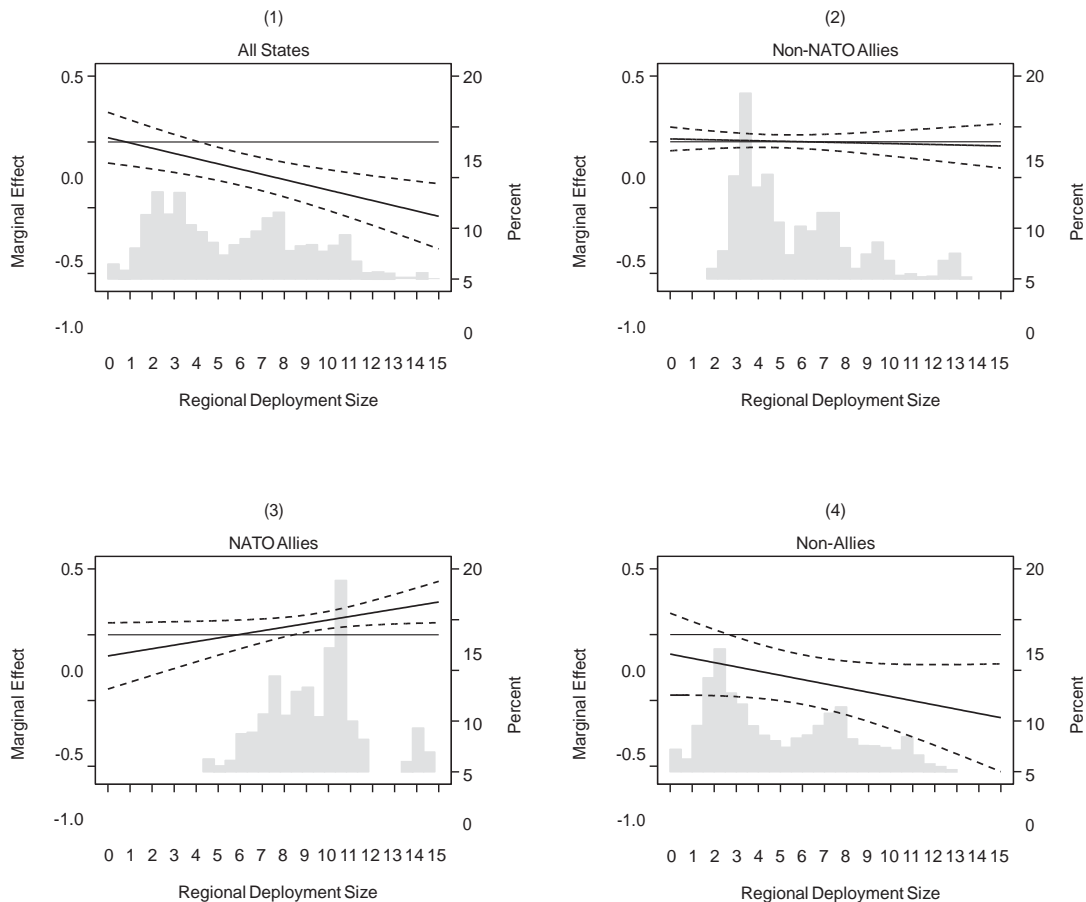 (1)
All States
0.5
0.0
-0.5
-1.0
Marginal Effect
20
15
10
5
0
Percent
0 1 2 3 4 5 6 7 8 9 10 11 12 13 14 15
Regional Deployment Size
(2)
Non-NATO Allies
0.5
0.0
-0.5
-1.0
Marginal Effect
20
15
10
5
0
Percent
0 1 2 3 4 5 6 7 8 9 10 11 12 13 14 15
Regional Deployment Size
(3)
NATO Allies
0.5
0.0
-0.5
-1.0
Marginal Effect
20
15
10
5
0
Percent
0 1 2 3 4 5 6 7 8 9 10 11 12 13 14 15
Regional Deployment Size
(4)
Non-Allies
0.5
0.0
-0.5
-1.0
Marginal Effect
20
15
10
5
0
Percent
0 1 2 3 4 5 6 7 8 9 10 11 12 13 14 15
Regional Deployment Size